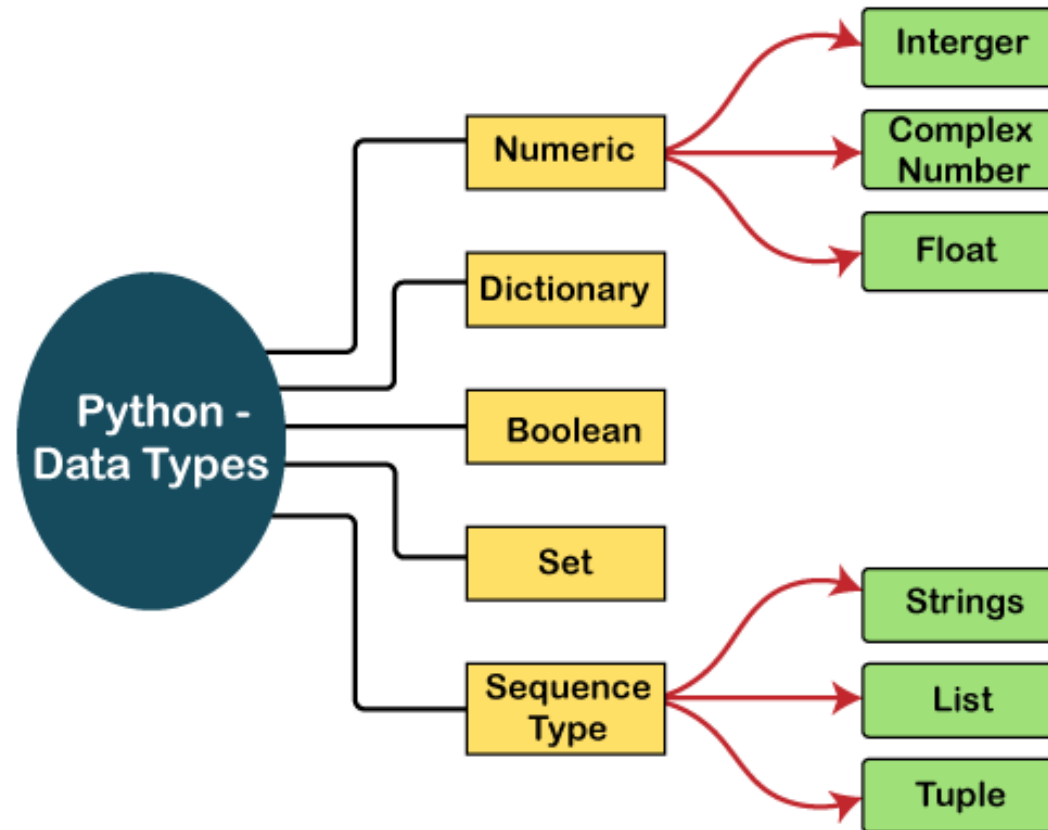 Python -
Data Types
Numeric
Dictionary
Boolean
Set
Sequence
Type
Interger
Complex
Number
Float
Strings
List
Tuple